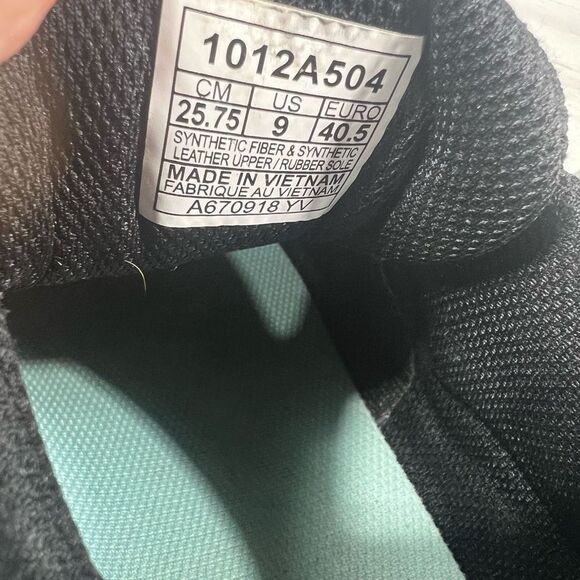 1012A504
CM US EURO
25.75 9 40.5
SYNTHETIC FIBER & SYNTHETIC
LEATHER UPPER / RUBBER SOLE
MADE IN VIETNAM
FABRIQUE AU VIETNAM
A670918 YV